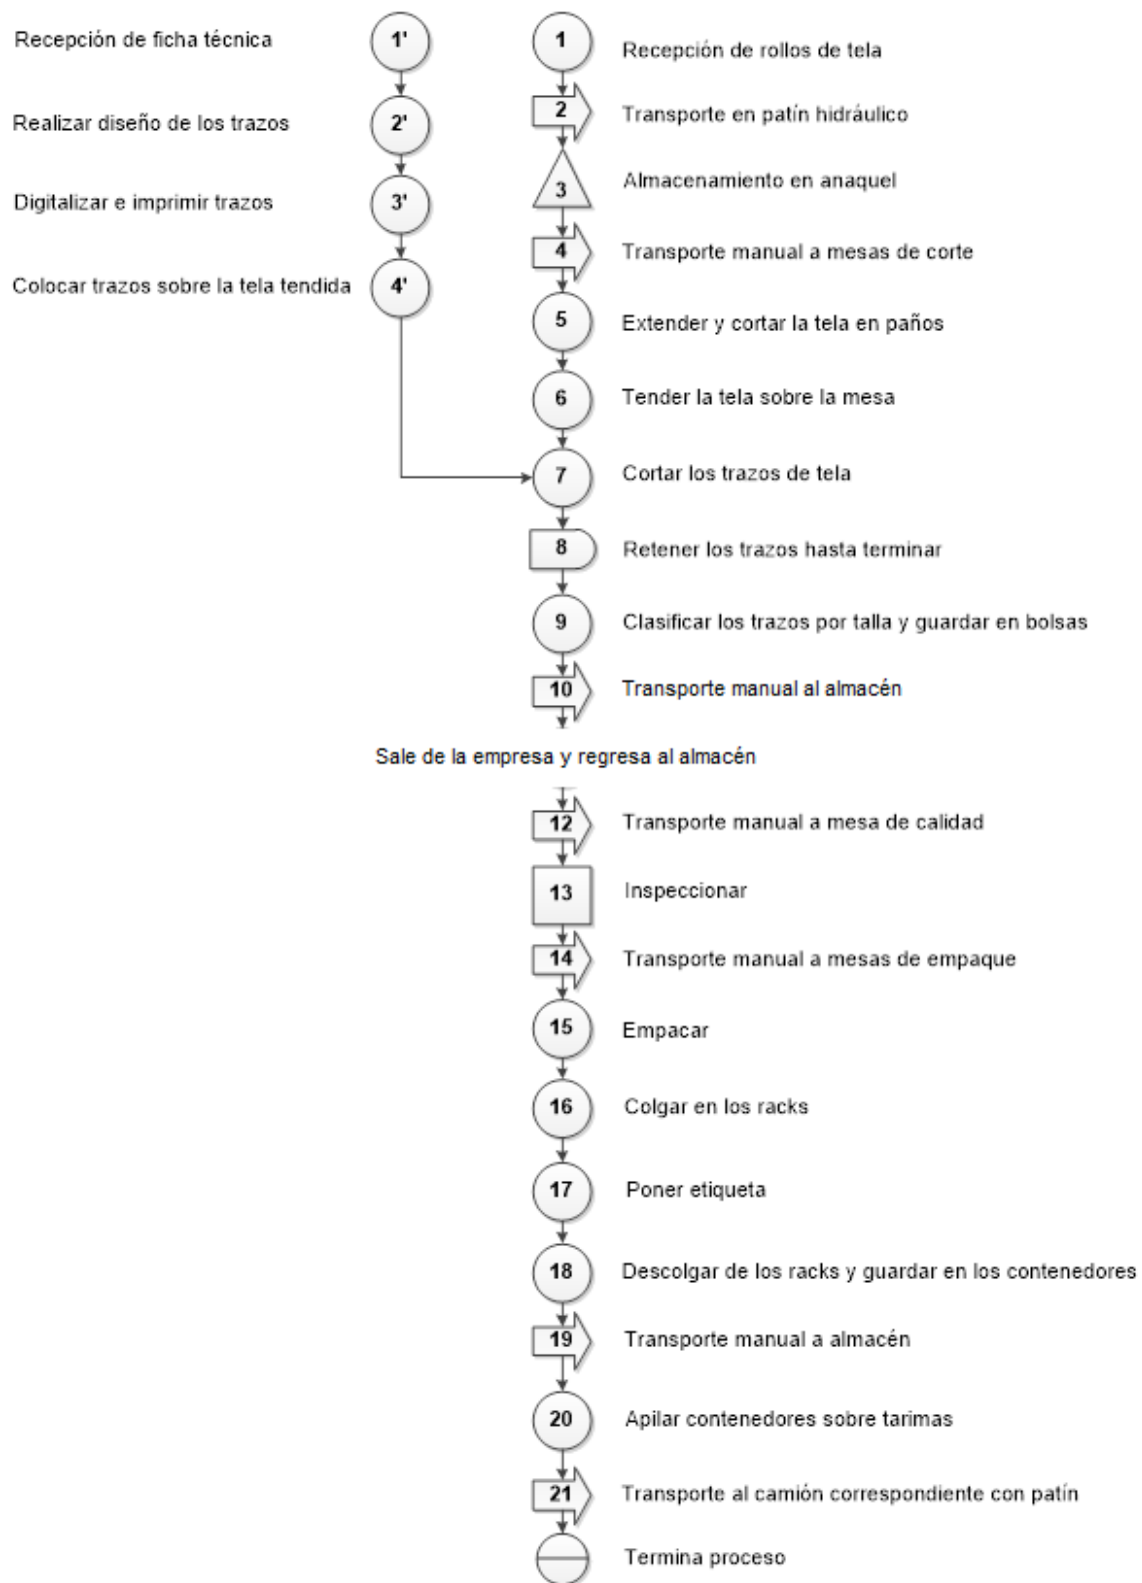 Recepción de ficha técnica 1' 1 Recepción de rollos de tela
2 Transporte en patín hidráulico
Realizar diseño de los trazos 2'
3 Almacenamiento en anaquel
Digitalizar e imprimir trazos 3'
4 Transporte manual a mesas de corte
Colocar trazos sobre la tela tendida 4'
5 Extender y cortar la tela en paños
6 Tender la tela sobre la mesa
7 Cortar los trazos de tela
8 Retener los trazos hasta terminar
9 Clasificar los trazos por talla y guardar en bolsas
10 Transporte manual al almacén
Sale de la empresa y regresa al almacén
12 Transporte manual a mesa de calidad
13 Inspeccionar
14 Transporte manual a mesas de empaque
15 Empacar
16 Colgar en los racks
17 Poner etiqueta
18 Descolgar de los racks y guardar en los contenedores
19 Transporte manual a almacén
20 Apilar contenedores sobre tarimas
21 Transporte al camión correspondiente con patín
Termina proceso